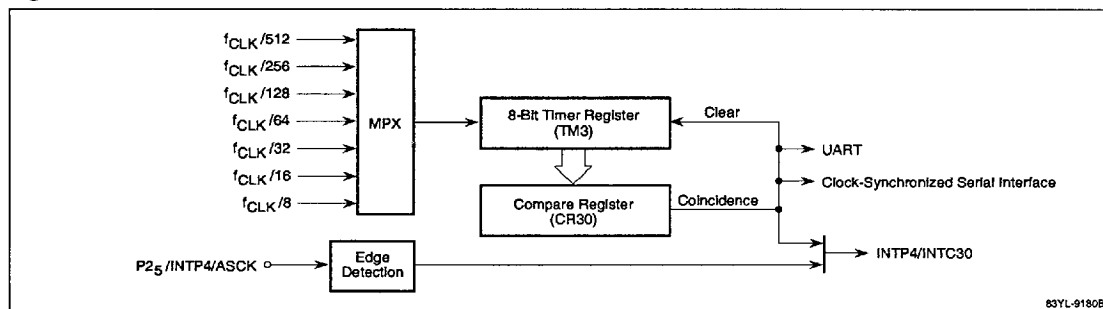 fCLK/512
fCLK/256
fCLK/128
fCLK/64
fCLK/32
fCLK/16
fCLK/8
MPX
8-Bit Timer Register
(TM3)
Clear
Compare Register
(CR30)
Coincidence
UART
Clock-Synchronized Serial Interface
P25/INTP4/ASCK
Edge
Detection
INTP4/INTC30
83YL-9180B